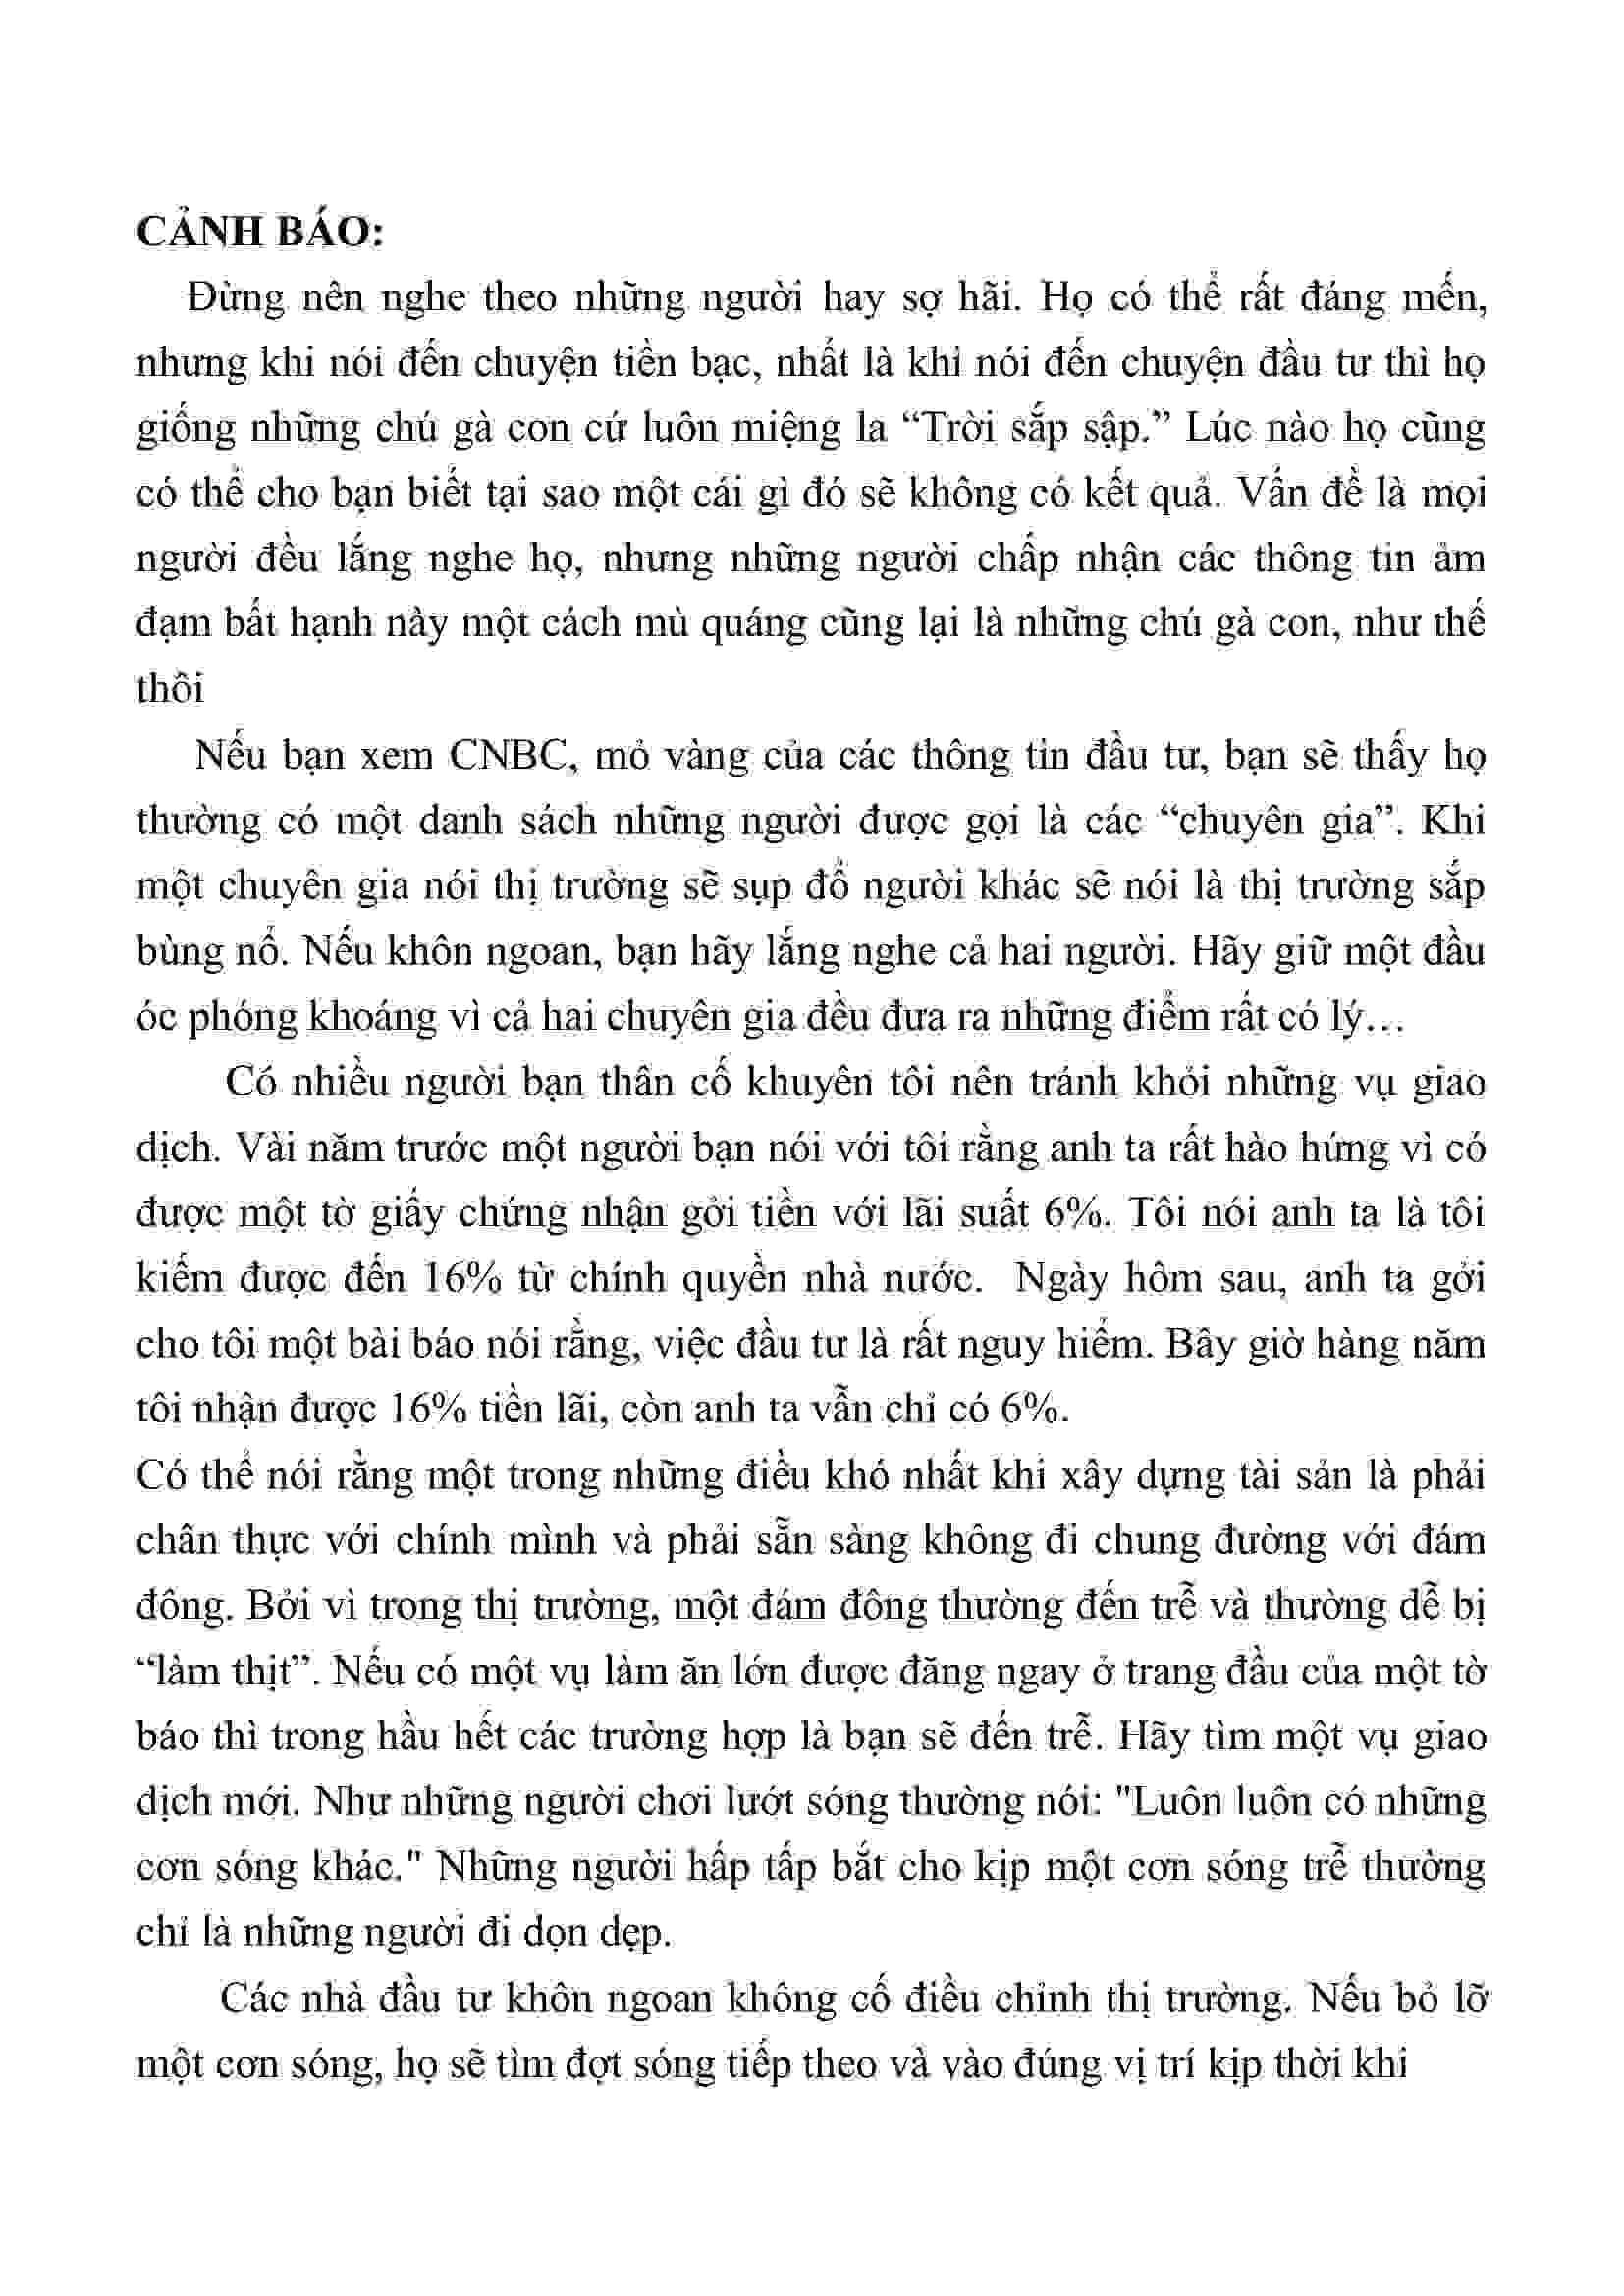 CẢNH BÁO:
Đừng nên nghe theo những người hay sợ hãi. Họ có thể rất đáng mến,
nhưng khi nói đến chuyện tiền bạc, nhất là khi nói đến chuyện đầu tư thì họ
giống những chú gà con cứ luôn miệng la “Trời sắp sập.” Lúc nào họ cũng
có thể cho bạn biết tại sao một cái gì đó sẽ không có kết quả. Vấn đề là mọi
người đều lắng nghe họ, nhưng những người chấp nhận các thông tin ảm
đạm bất hạnh này một cách mù quáng cũng lại là những chú gà con, như thế
thôi
Nếu bạn xem CNBC, mỏ vàng của các thông tin đầu tư, bạn sẽ thấy họ
thường có một danh sách những người được gọi là các “chuyên gia”. Khi
một chuyên gia nói thị trường sẽ sụp đổ người khác sẽ nói là thị trường sắp
bùng nổ. Nếu khôn ngoan, bạn hãy lắng nghe cả hai người. Hãy giữ một đầu
óc phóng khoáng vì cả hai chuyên gia đều đưa ra những điểm rất có lý…
Có nhiều người bạn thân cố khuyên tôi nên tránh khỏi những vụ giao
dịch. Vài năm trước một người bạn nói với tôi rằng anh ta rất hào hứng vì có
được một tờ giấy chứng nhận gởi tiền với lãi suất 6%. Tôi nói anh ta là tôi
kiếm được đến 16% từ chính quyền nhà nước. Ngày hôm sau, anh ta gởi
cho tôi một bài báo nói rằng, việc đầu tư là rất nguy hiểm. Bây giờ hàng năm
tôi nhận được 16% tiền lãi, còn anh ta vẫn chỉ có 6%.
Có thể nói rằng một trong những điều khó nhất khi xây dựng tài sản là phải
chân thực với chính mình và phải sẵn sàng không đi chung đường với đám
đông. Bởi vì trong thị trường, một đám đông thường đến trễ và thường dễ bị
“làm thịt”. Nếu có một vụ làm ăn lớn được đăng ngay ở trang đầu của một tờ
báo thì trong hầu hết các trường hợp là bạn sẽ đến trễ. Hãy tìm một vụ giao
dịch mới. Như những người chơi lướt sóng thường nói: "Luôn luôn có những
cơn sóng khác." Những người hấp tấp bắt cho kịp một cơn sóng trễ thường
chỉ là những người đi dọn dẹp.
Các nhà đầu tư khôn ngoan không cố điều chỉnh thị trường. Nếu bỏ lỡ
một cơn sóng, họ sẽ tìm đợt sóng tiếp theo và vào đúng vị trí kịp thời khi